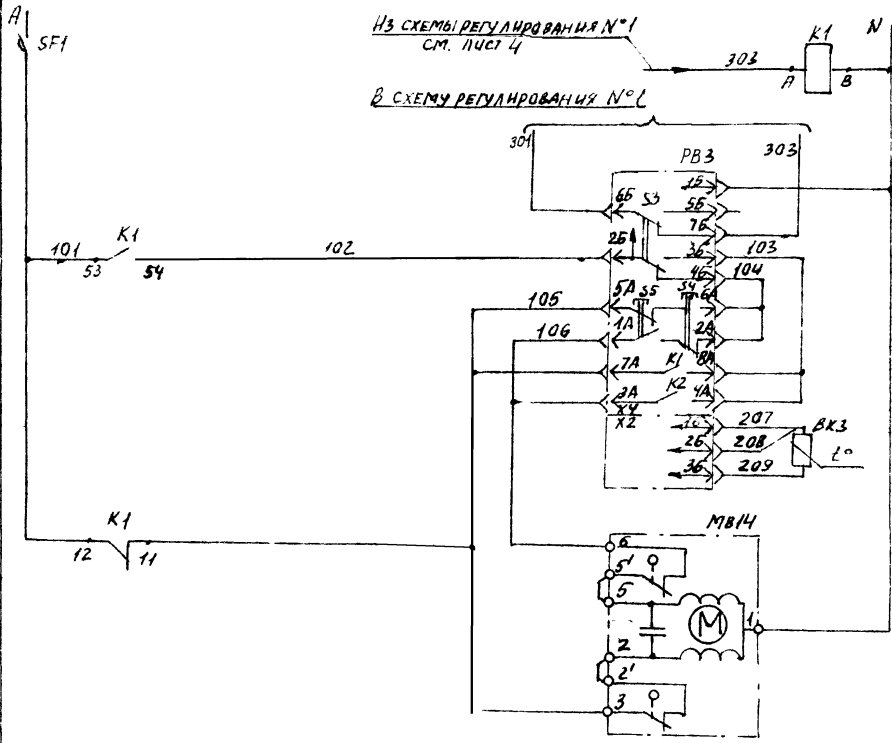 A
SF1
ИЗ СХЕМЫ РЕГУЛИРОВАНИЯ N°1
СМ. ЛИСТ 4
303
K1
N
A
B
В СХЕМУ РЕГУЛИРОВАНИЯ N°2
301
303
РВ3
1Б
6Б
S3
5Б
7Б
101
53
K1
54
102
2Б
3Б
103
4Б
104
105
5A
S5
S4
6A
106
1A
2A
7A
K1
8A
3A
K2
4A
X4
X2
207
2Б
208
3Б
209
ВК3
t°
K1
12
11
МВ14
6
5'
5
M
1
2
2'
3